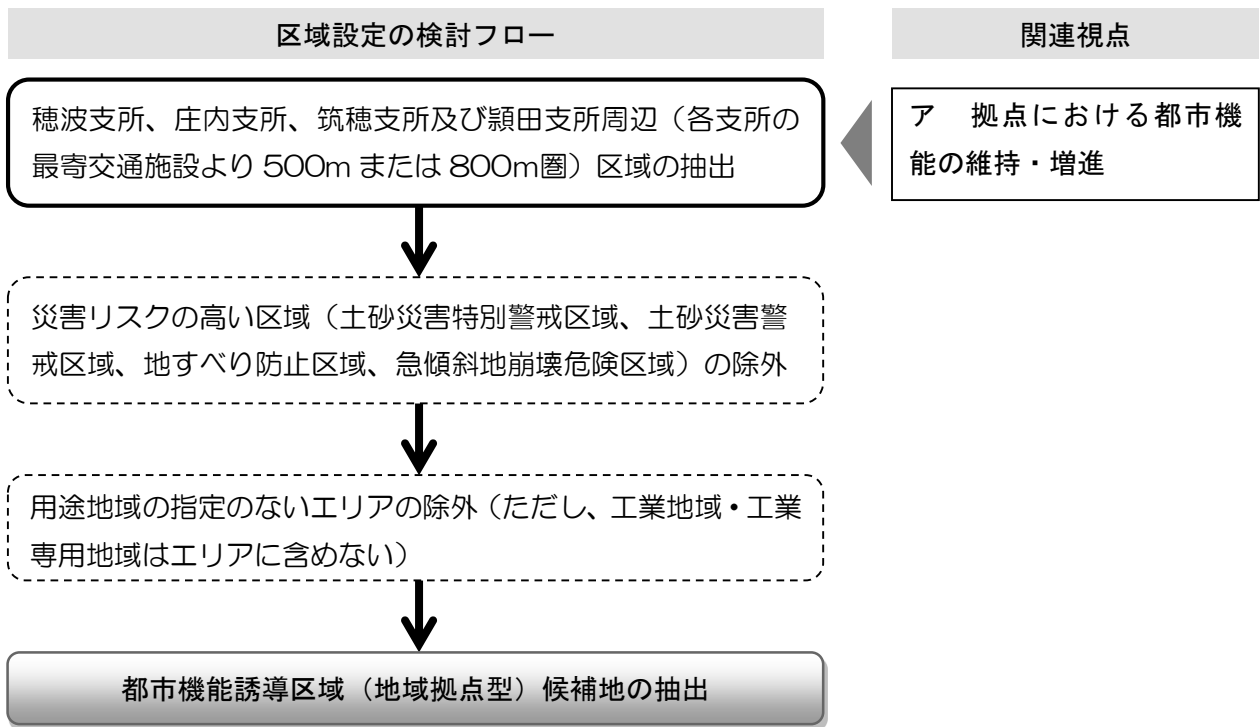 区域設定の検討フロー
関連視点
穂波支所、庄内支所、筑穂支所及び頴田支所周辺（各支所の
最寄交通施設より 500m または 800m圏）区域の抽出
ア　拠点における都市機
能の維持・増進
災害リスクの高い区域（土砂災害特別警戒区域、土砂災害警
戒区域、地すべり防止区域、急傾斜地崩壊危険区域）の除外
用途地域の指定のないエリアの除外（ただし、工業地域・工業
専用地域はエリアに含めない）
都市機能誘導区域（地域拠点型）候補地の抽出